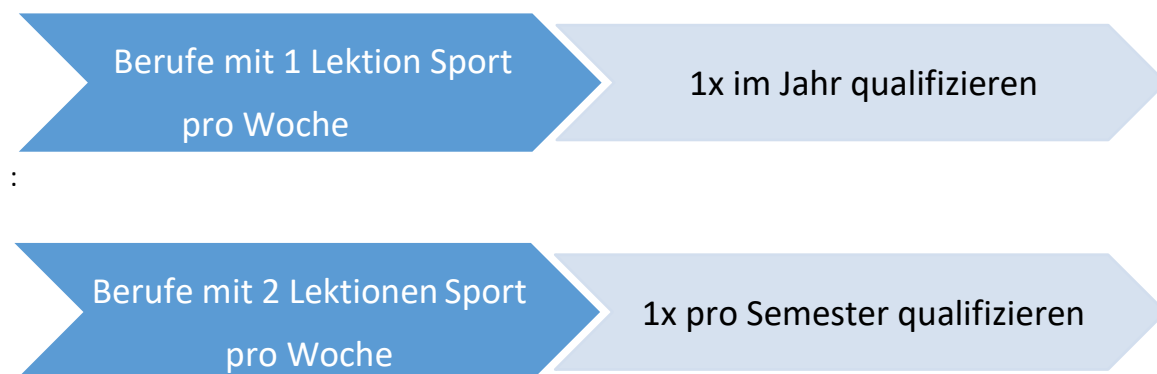 Berufe mit 1 Lektion Sport
pro Woche
1x im Jahr qualifizieren
:
Berufe mit 2 Lektionen Sport
pro Woche
1x pro Semester qualifizieren